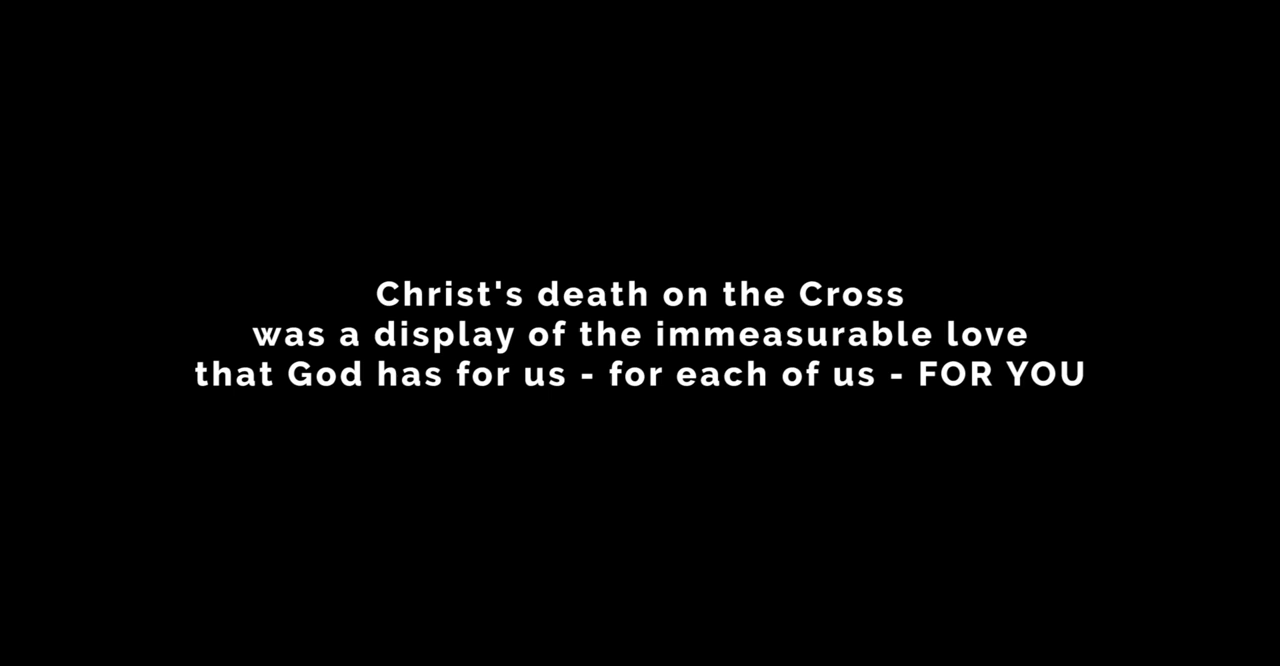 Christ's death on the Cross
was a display of the immeasurable love
that God has for us - for each of us - FOR YOU